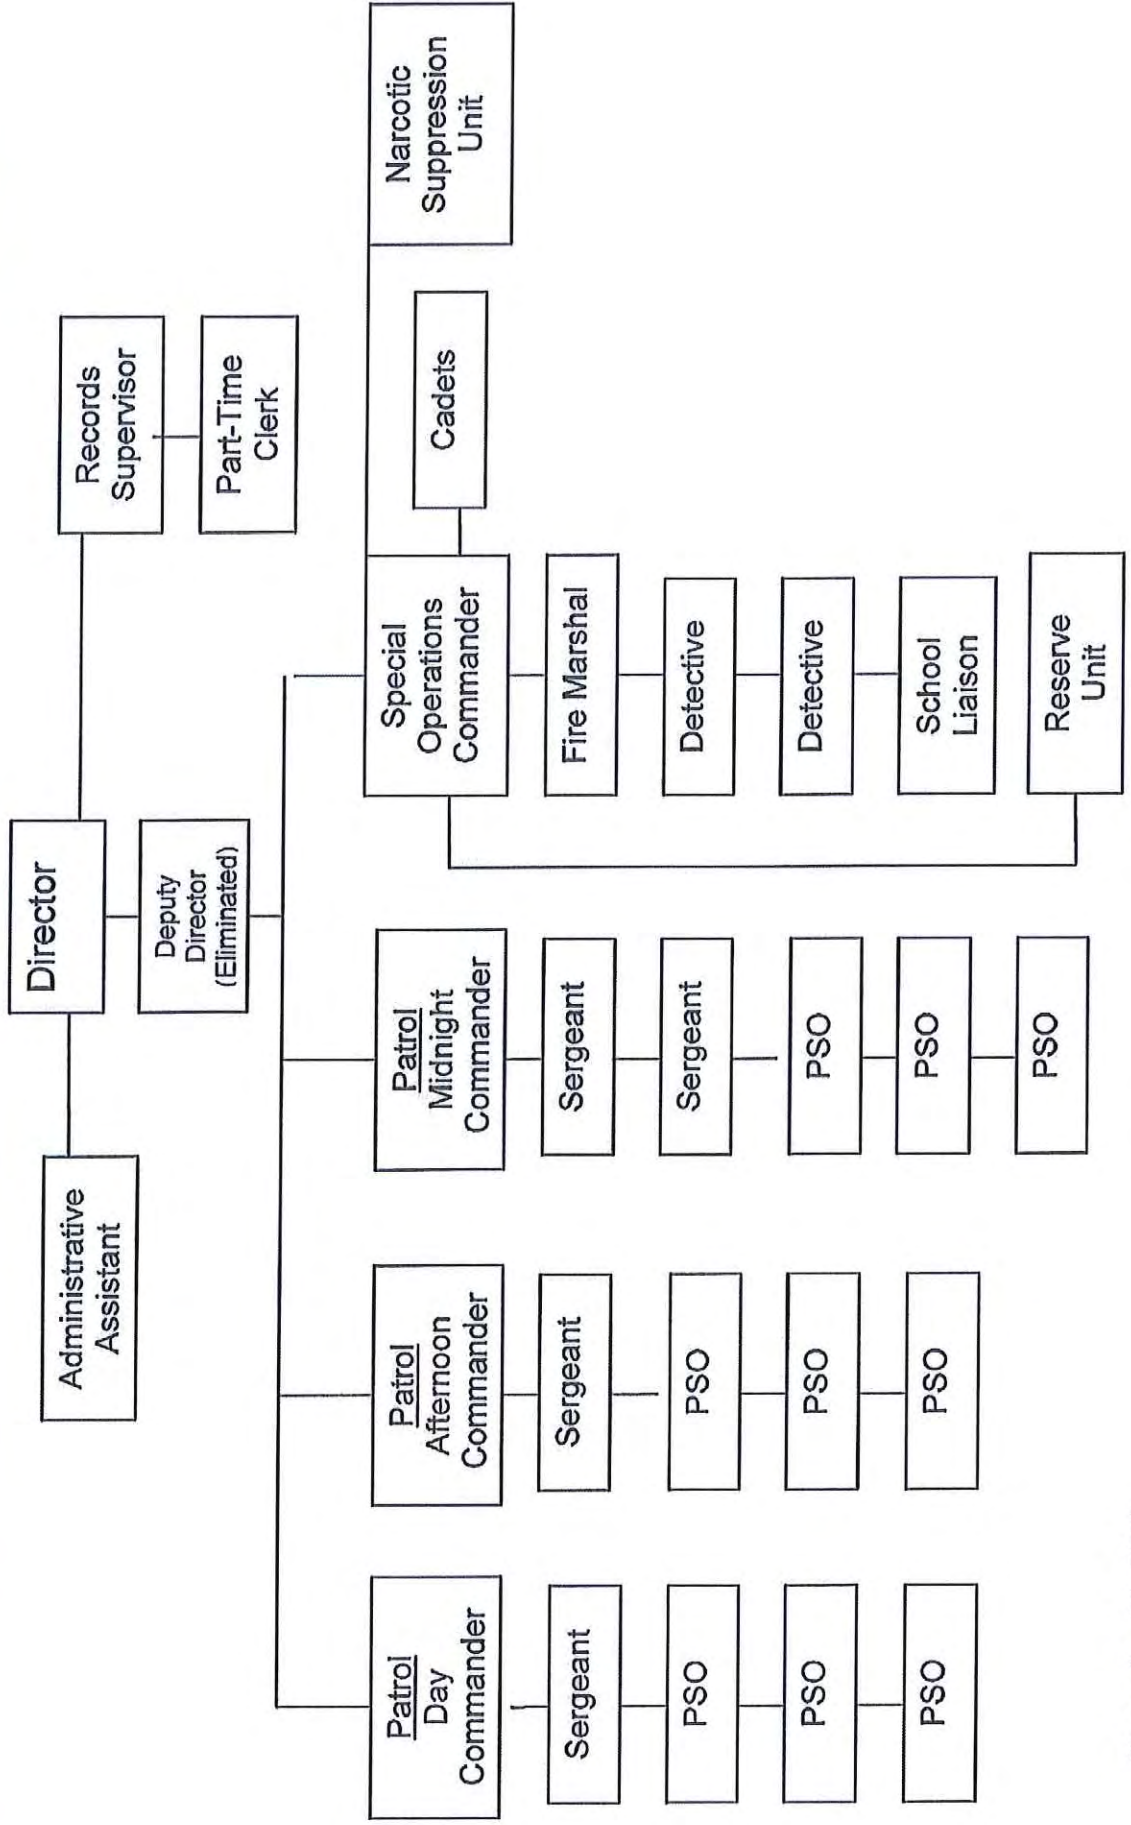 Director
Administrative
Assistant
Records
Supervisor
Part-Time
Clerk
Deputy
Director
(Eliminated)
Patrol
Day
Commander
Sergeant
PSO
PSO
PSO
Patrol
Afternoon
Commander
Sergeant
PSO
PSO
PSO
Patrol
Midnight
Commander
Sergeant
Sergeant
PSO
PSO
PSO
Special
Operations
Commander
Fire Marshal
Detective
Detective
School
Liaison
Reserve
Unit
Cadets
Narcotic
Suppression
Unit